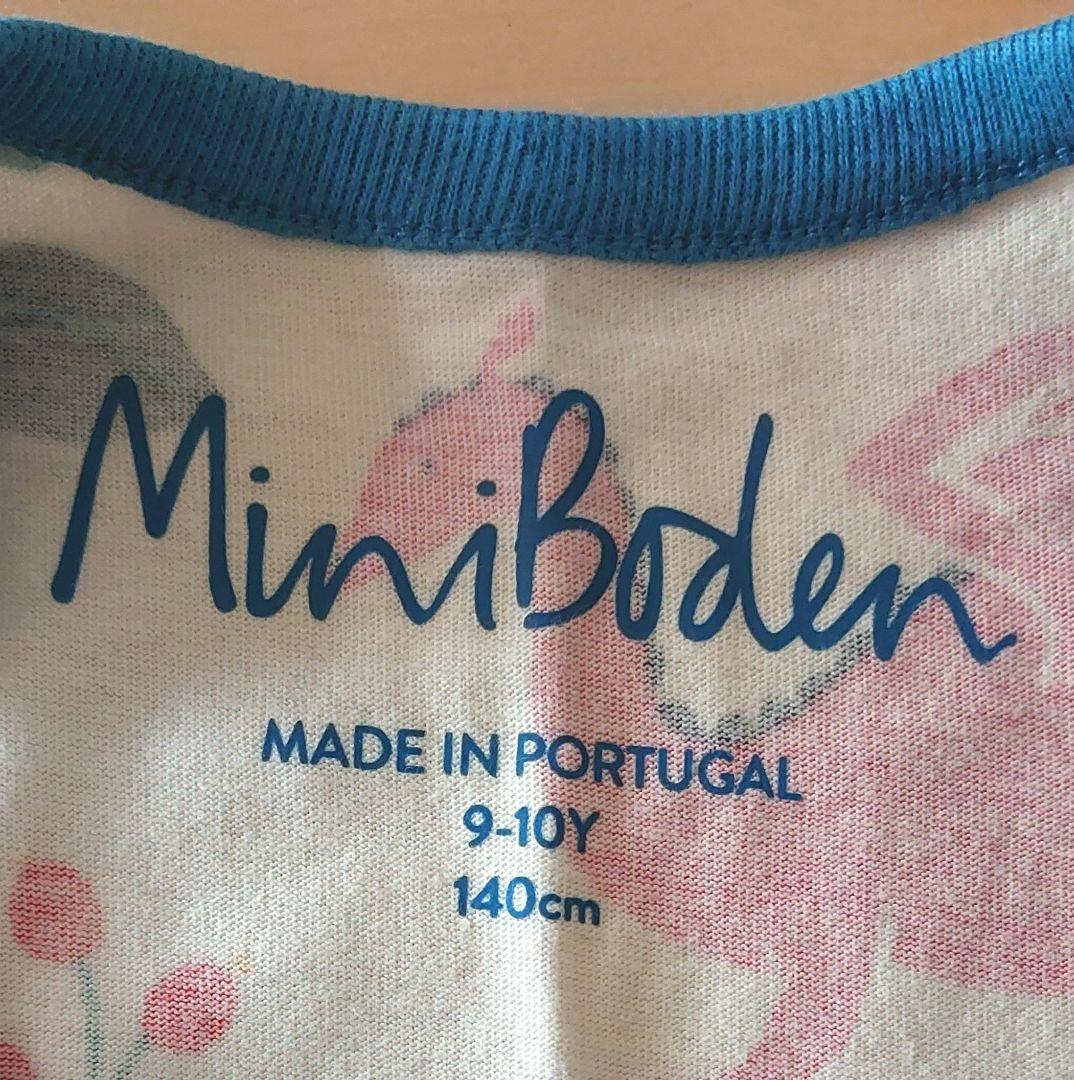 MiniBoden
MADE IN PORTUGAL
9-10Y
140cm